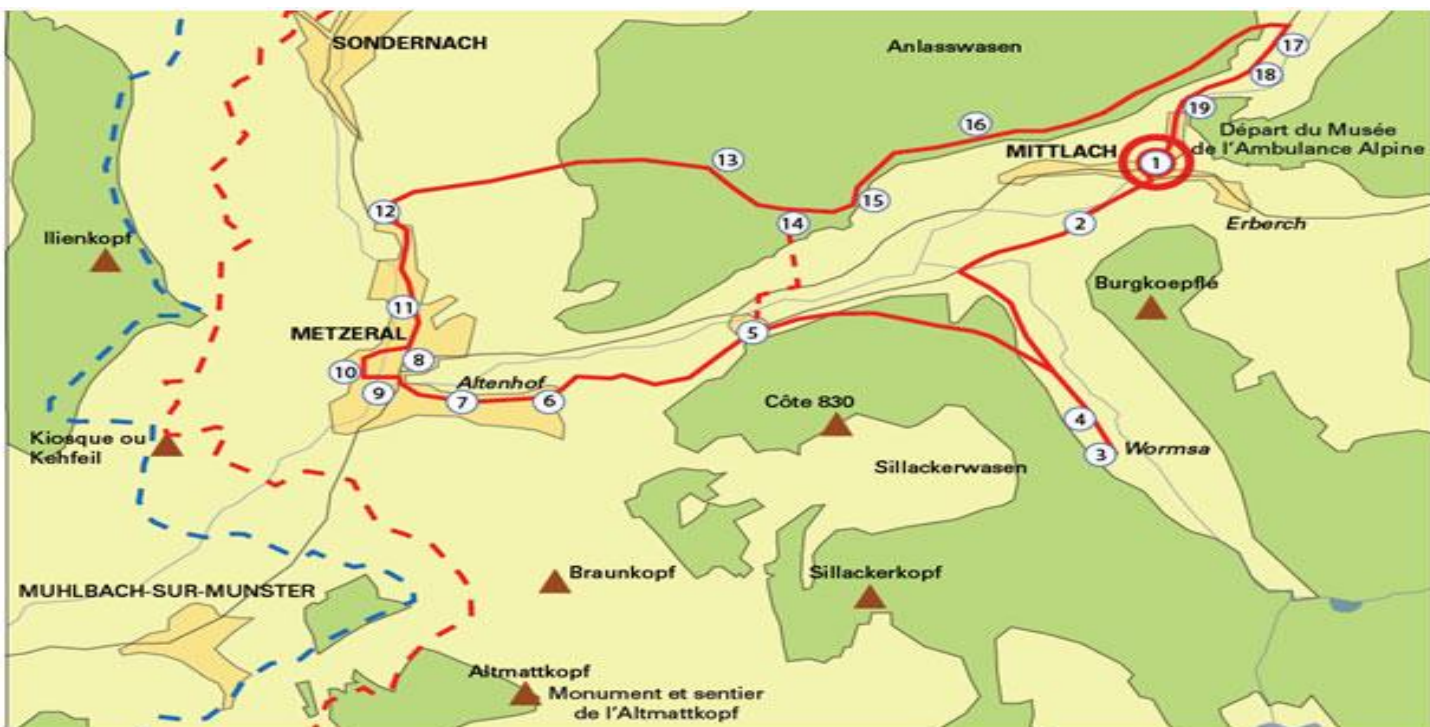 SONDERNACH
Anlasswasen
17
18
19
16
Départ du Musée
de l'Ambulance Alpine
MITTLACH
1
13
15
12
14
2
Erberch
Ilienkopf
Burgkoepflé
11
METZERAL
5
8
10
Altenhof
9
7
6
Côte 830
4
Kiosque ou
Kehfeil
Wormsa
3
Sillackerwasen
Braunkopf
Sillackerkopf
MUHLBACH-SUR-MUNSTER
Altmattkopf
Monument et sentier
de l'Altmattkopf